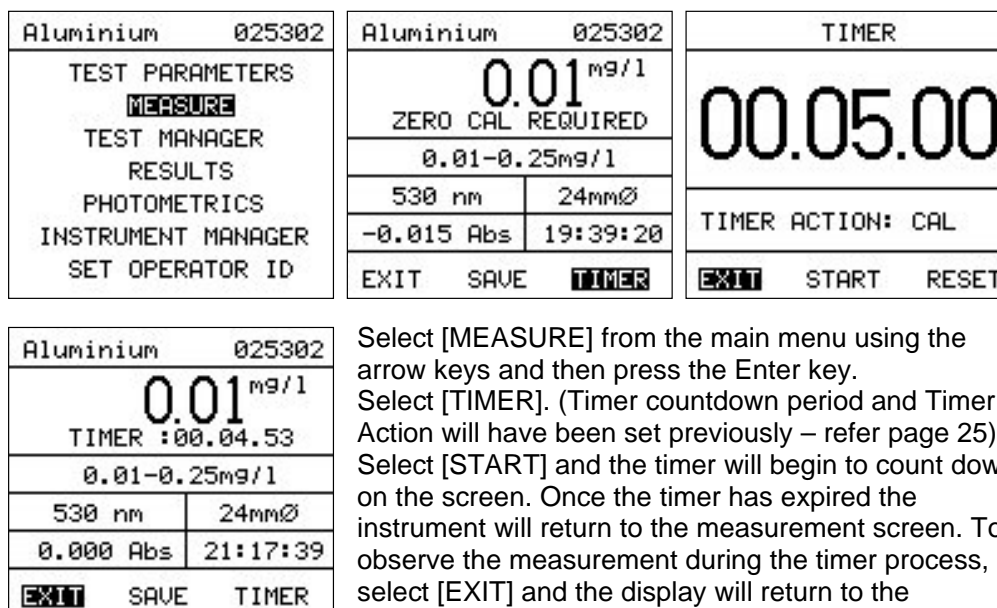 Aluminium 025302
TEST PARAMETERS
MEASURE
TEST MANAGER
RESULTS
PHOTOMETRICS
INSTRUMENT MANAGER
SET OPERATOR ID
Aluminium 025302
0.01 mg/l
ZERO CAL REQUIRED
0.01-0.25mg/l
530 nm 24mmØ
-0.015 Abs 19:39:20
EXIT SAVE TIMER
TIMER
00.05.00
TIMER ACTION: CAL
EXIT START RESET
Aluminium 025302
0.01 mg/l
TIMER :00.04.53
0.01-0.25mg/l
530 nm 24mmØ
0.000 Abs 21:17:39
EXIT SAVE TIMER
Select [MEASURE] from the main menu using the
arrow keys and then press the Enter key.
Select [TIMER]. (Timer countdown period and Timer
Action will have been set previously – refer page 25)
Select [START] and the timer will begin to count dow
on the screen. Once the timer has expired the
instrument will return to the measurement screen. To
observe the measurement during the timer process,
select [EXIT] and the display will return to the